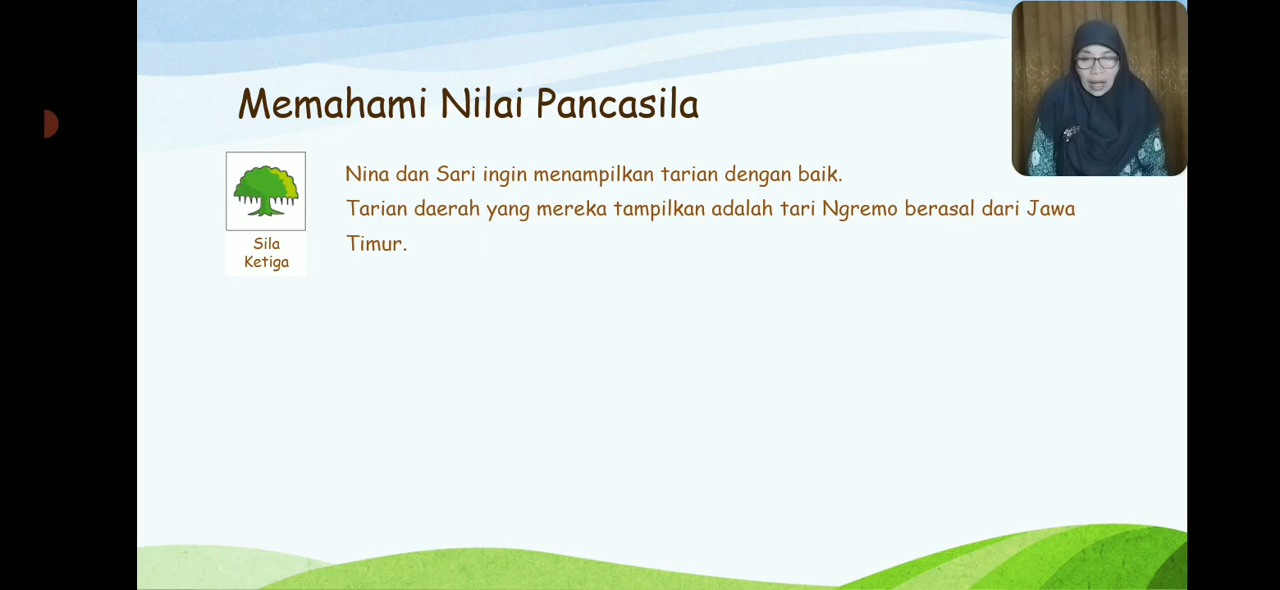 Memahami Nilai Pancasila
Nina dan Sari ingin menampilkan tarian dengan baik.
Tarian daerah yang mereka tampilkan adalah tari Ngremo berasal dari Jawa
Timur.
Sila
Ketiga